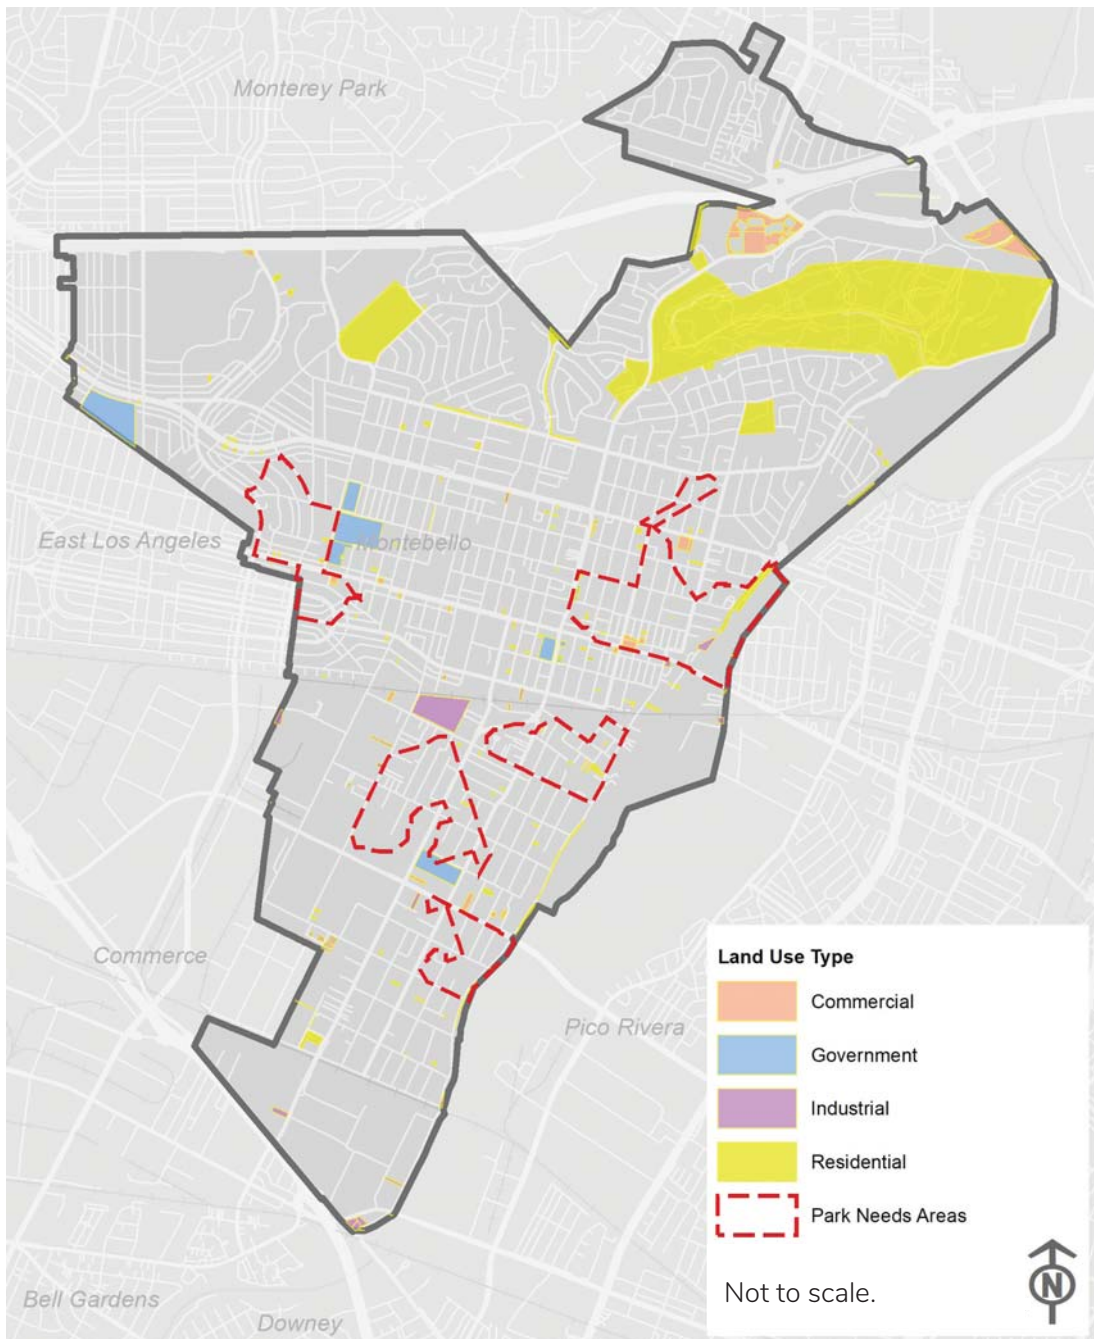 Monterey Park
East Los Angeles
Montebello
Commerce
Pico Rivera
Bell Gardens
Downey
Land Use Type
Commercial
Government
Industrial
Residential
Park Needs Areas
Not to scale.
N